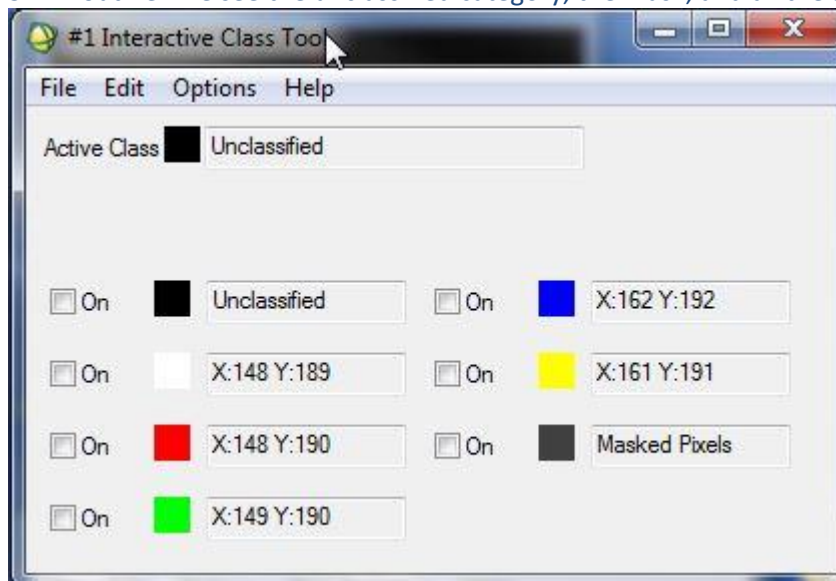 #1 Interactive Class Tool
File Edit Options Help
Active Class Unclassified
On Unclassified On X:162 Y:192
On X:148 Y:189 On X:161 Y:191
On X:148 Y:190 On Masked Pixels
On X:149 Y:190